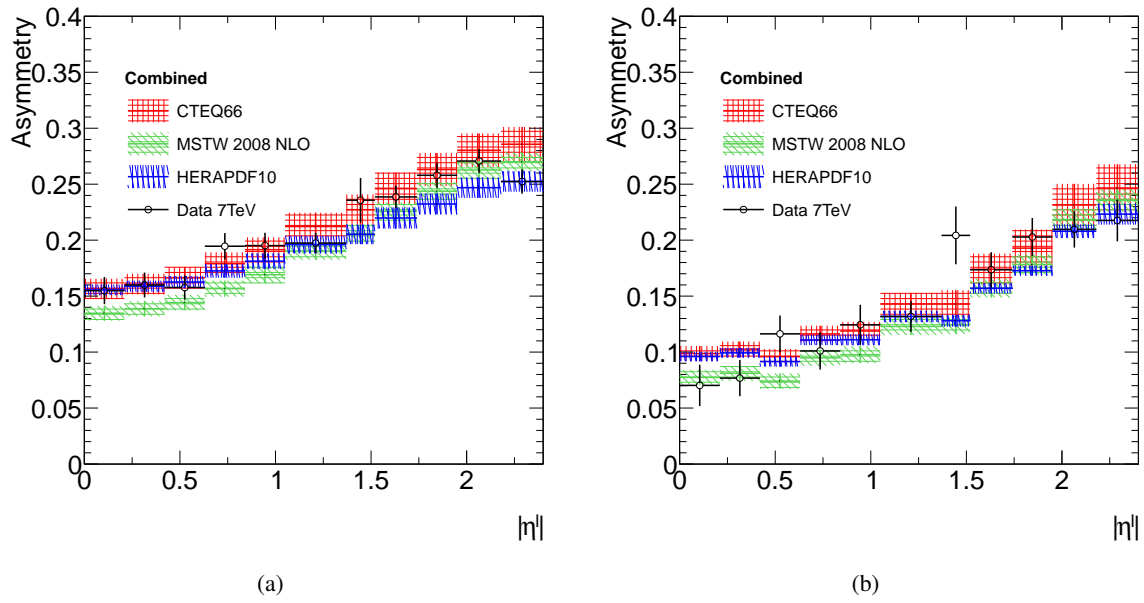 Asymmetry
0.4
0.35
0.3
0.25
0.2
0.15
0.1
0.05
0
Combined
CTEQ66
MSTW 2008 NLO
HERAPDF10
Data 7TeV
0 0.5 1 1.5 2
|ηˡ|
(a)
Asymmetry
0.4
0.35
0.3
0.25
0.2
0.15
0.1
0.05
0
Combined
CTEQ66
MSTW 2008 NLO
HERAPDF10
Data 7TeV
0 0.5 1 1.5 2
|ηˡ|
(b)